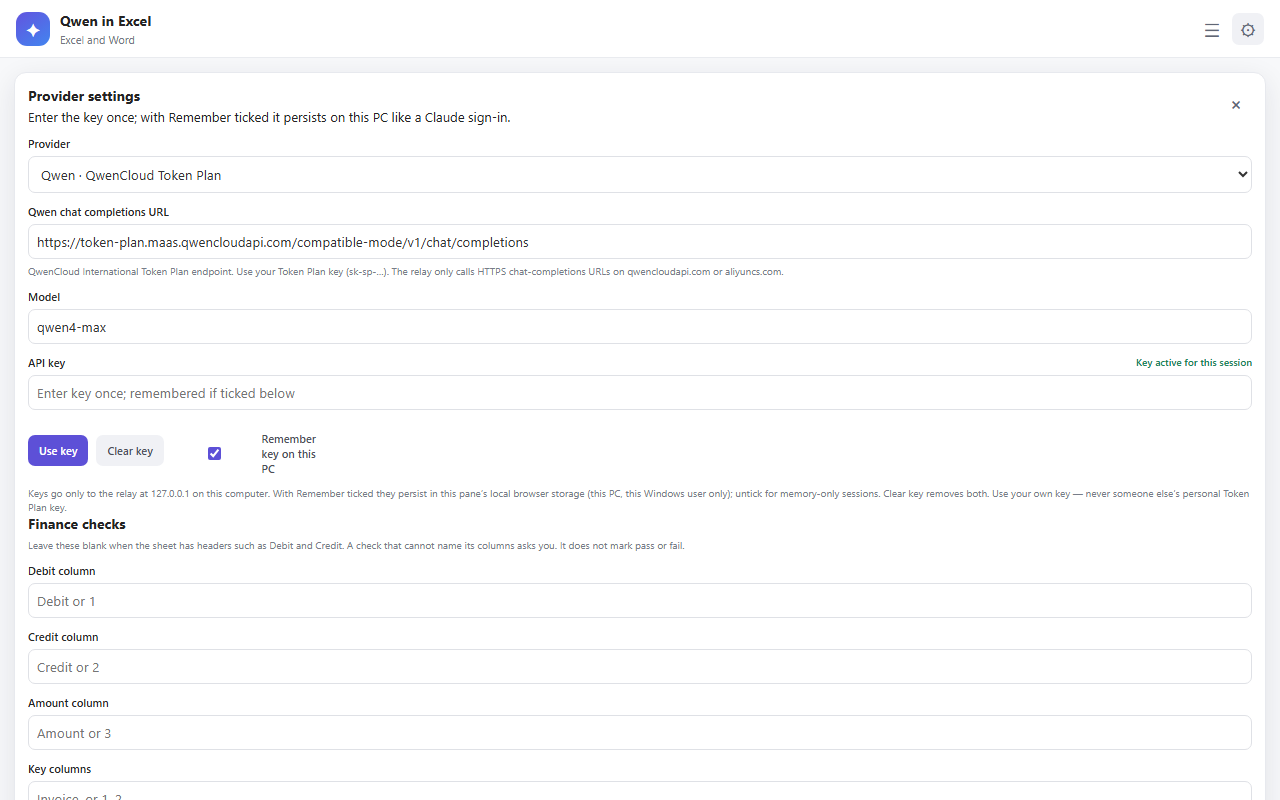 Qwen in Excel
Excel and Word
Provider settings
Enter the key once; with Remember ticked it persists on this PC like a Claude sign-in.
Provider
Qwen · QwenCloud Token Plan
Qwen chat completions URL
https://token-plan.maas.qwencloudapi.com/compatible-mode/v1/chat/completions
QwenCloud International Token Plan endpoint. Use your Token Plan key (sk-sp-...). The relay only calls HTTPS chat-completions URLs on qwencloudapi.com or aliyuncs.com.
Model
qwen4-max
API key
Key active for this session
Enter key once; remembered if ticked below
Use key
Clear key
Remember
key on this
PC
Keys go only to the relay at 127.0.0.1 on this computer. With Remember ticked they persist in this pane's local browser storage (this PC, this Windows user only); untick for memory-only sessions. Clear key removes both. Use your own key — never someone else's personal Token
Plan key.
Finance checks
Leave these blank when the sheet has headers such as Debit and Credit. A check that cannot name its columns asks you. It does not mark pass or fail.
Debit column
Debit or 1
Credit column
Credit or 2
Amount column
Amount or 3
Key columns
Invoice, or 1, 2